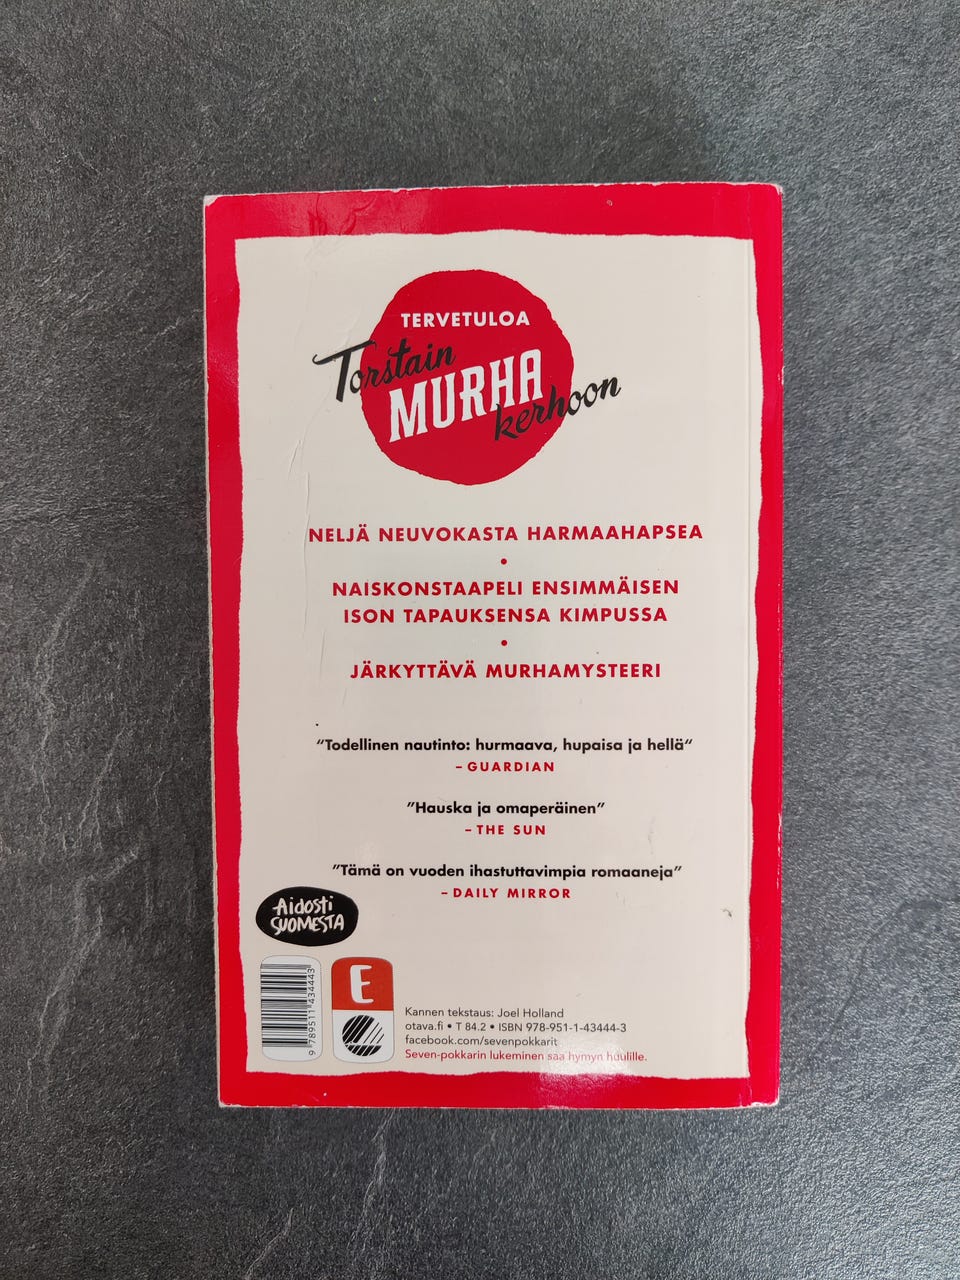 TERVETULOA
Torstain
MURHA
kerhoon
NELJÄ NEUVOKASTA HARMAAHAPSEA
•
NAISKONSTAAPELI ENSIMMÄISEN
ISON TAPAUKSENSA KIMPUSSA
•
JÄRKYTTÄVÄ MURHAMYSTEERI
“Todellinen nautinto: hurmaava, hupaisa ja hellä“
– GUARDIAN
”Hauska ja omaperäinen”
– THE SUN
”Tämä on vuoden ihastuttavimpia romaaneja”
– DAILY MIRROR
Aidosti
SUOMESTA
9 789511 434443
E
Kannen tekstaus: Joel Holland
otava.fi • T 84.2 • ISBN 978-951-1-43444-3
facebook.com/sevenpokkarit
Seven-pokkarin lukeminen saa hymyn huulille.